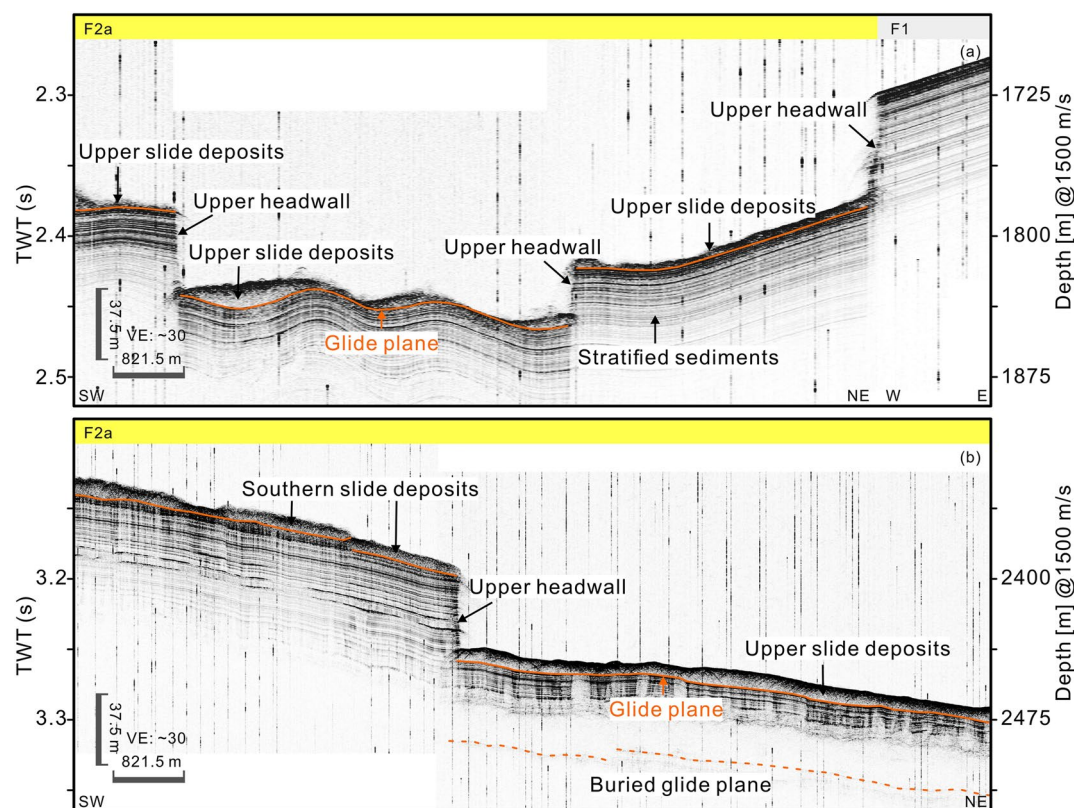 F2a
F1
(a)
2.3
1725
Upper headwall
Upper slide deposits
Upper headwall
Upper slide deposits
Upper slide deposits
Upper headwall
TWT (s)
2.4
1800
Depth [m] @1500 m/s
37.5 m
VE: ~30
821.5 m
Glide plane
Stratified sediments
2.5
1875
SW
NE
W
E
F2a
(b)
Southern slide deposits
3.2
2400
Upper headwall
TWT (s)
Depth [m] @1500 m/s
Upper slide deposits
Glide plane
3.3
2475
37.5 m
VE: ~30
821.5 m
Buried glide plane
SW
NE